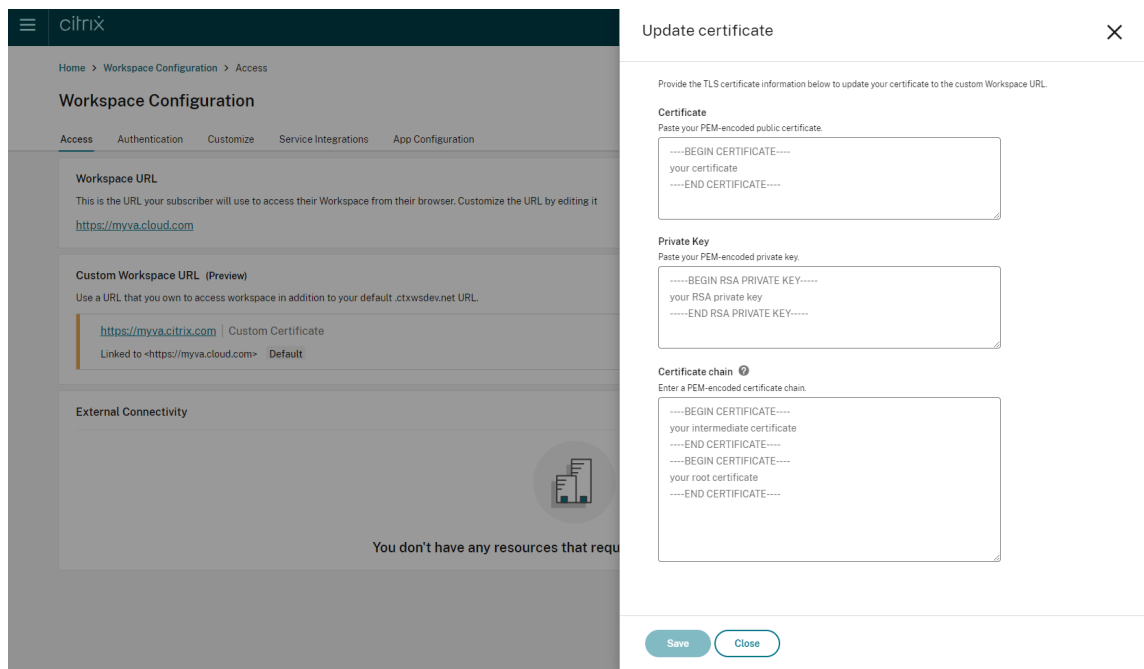 citrix
Home > Workspace Configuration > Access
Workspace Configuration
Access Authentication Customize Service Integrations App Configuration
Workspace URL
This is the URL your subscriber will use to access their Workspace from their browser. Customize the URL by editing it
https://myva.cloud.com
Custom Workspace URL (Preview)
Use a URL that you own to access workspace in addition to your default .ctxwsdev.net URL.
https://myva.citrix.com | Custom Certificate
Linked to <https://myva.cloud.com> Default
External Connectivity
You don't have any resources that requ
Update certificate
Provide the TLS certificate information below to update your certificate to the custom Workspace URL.
Certificate
Paste your PEM-encoded public certificate.
----BEGIN CERTIFICATE----
your certificate
----END CERTIFICATE----
Private Key
Paste your PEM-encoded private key.
-----BEGIN RSA PRIVATE KEY-----
your RSA private key
-----END RSA PRIVATE KEY-----
Certificate chain ?
Enter a PEM-encoded certificate chain.
----BEGIN CERTIFICATE----
your intermediate certificate
----END CERTIFICATE----
----BEGIN CERTIFICATE----
your root certificate
----END CERTIFICATE----
Save Close